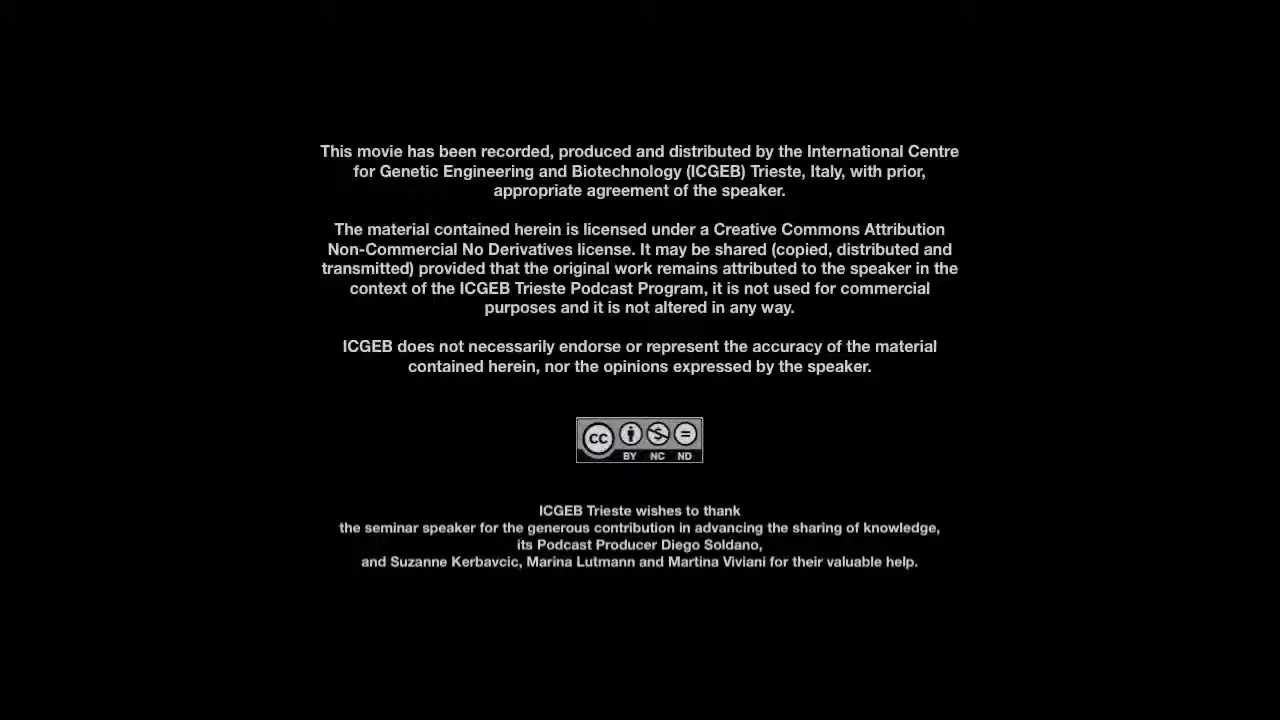 This movie has been recorded, produced and distributed by the International Centre
for Genetic Engineering and Biotechnology (ICGEB) Trieste, Italy, with prior,
appropriate agreement of the speaker.
The material contained herein is licensed under a Creative Commons Attribution
Non-Commercial No Derivatives license. It may be shared (copied, distributed and
transmitted) provided that the original work remains attributed to the speaker in the
context of the ICGEB Trieste Podcast Program, it is not used for commercial
purposes and it is not altered in any way.
ICGEB does not necessarily endorse or represent the accuracy of the material
contained herein, nor the opinions expressed by the speaker.
CC
BY NC ND
ICGEB Trieste wishes to thank
the seminar speaker for the generous contribution in advancing the sharing of knowledge,
its Podcast Producer Diego Soldano,
and Suzanne Kerbavcic, Marina Lutmann and Martina Viviani for their valuable help.